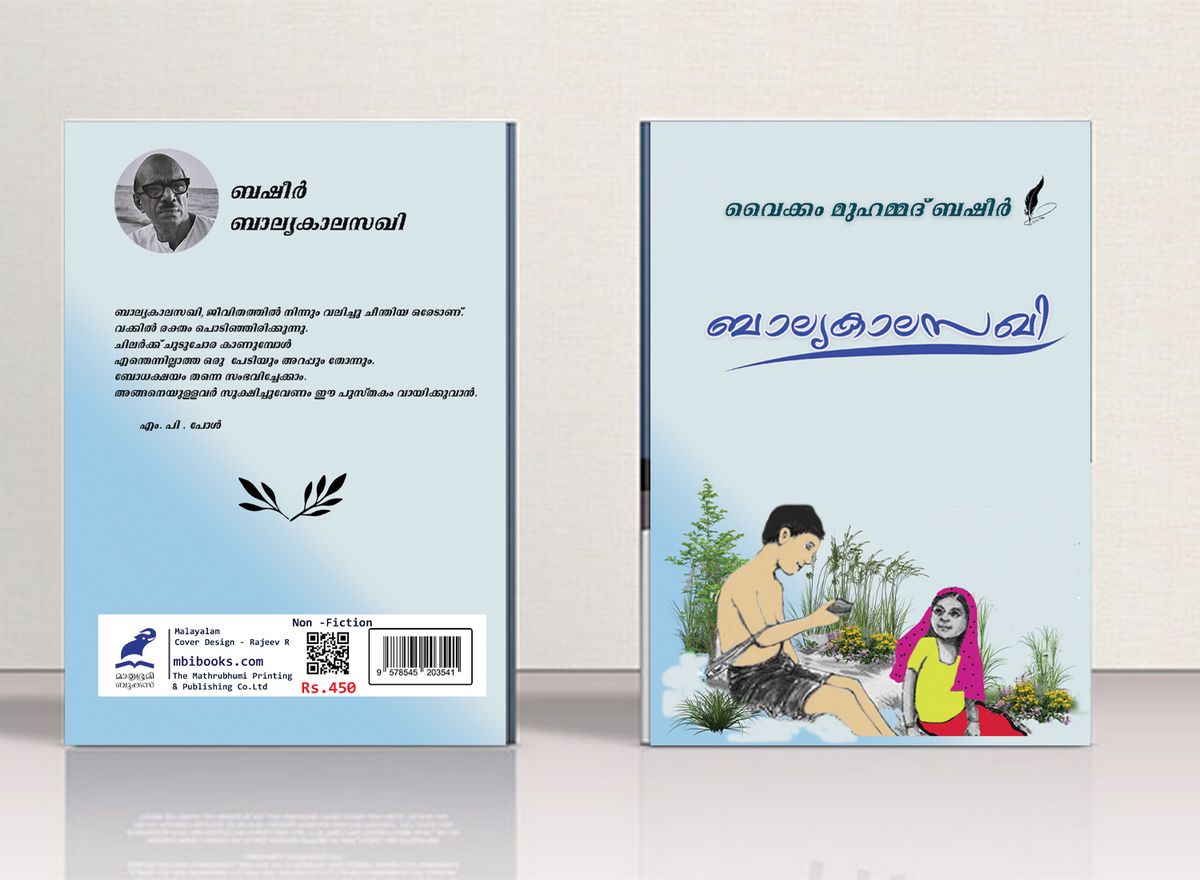 ബഷീർ
ബാല്യകാലസഖി
ബാല്യകാലസഖി, ജീവിതത്തിൽ നിന്നും വലിച്ചു ചീന്തിയ ഒരേടാണ്.
വക്കിൽ രക്തം പൊടിഞ്ഞിരിക്കുന്നു.
ചിലർക്ക് ചുടുചോര കാണുമ്പോൾ
എന്തെന്നില്ലാത്ത ഒരു പേടിയും അറപ്പും തോന്നും.
ബോധക്ഷയം തന്നെ സംഭവിച്ചേക്കാം.
അങ്ങനെയുളളവർ സൂക്ഷിച്ചുവേണം ഈ പുസ്തകം വായിക്കുവാൻ.
എം. പി . പോൾ
Non -Fiction
Malayalam
Cover Design - Rajeev R
mbibooks.com
The Mathrubhumi Printing
& Publishing Co.Ltd
മാതൃഭൂമി
ബുക്സ്
Rs.450
9 578545 203541
വൈക്കം മുഹമ്മദ് ബഷീർ
ബാല്യകാലസഖി